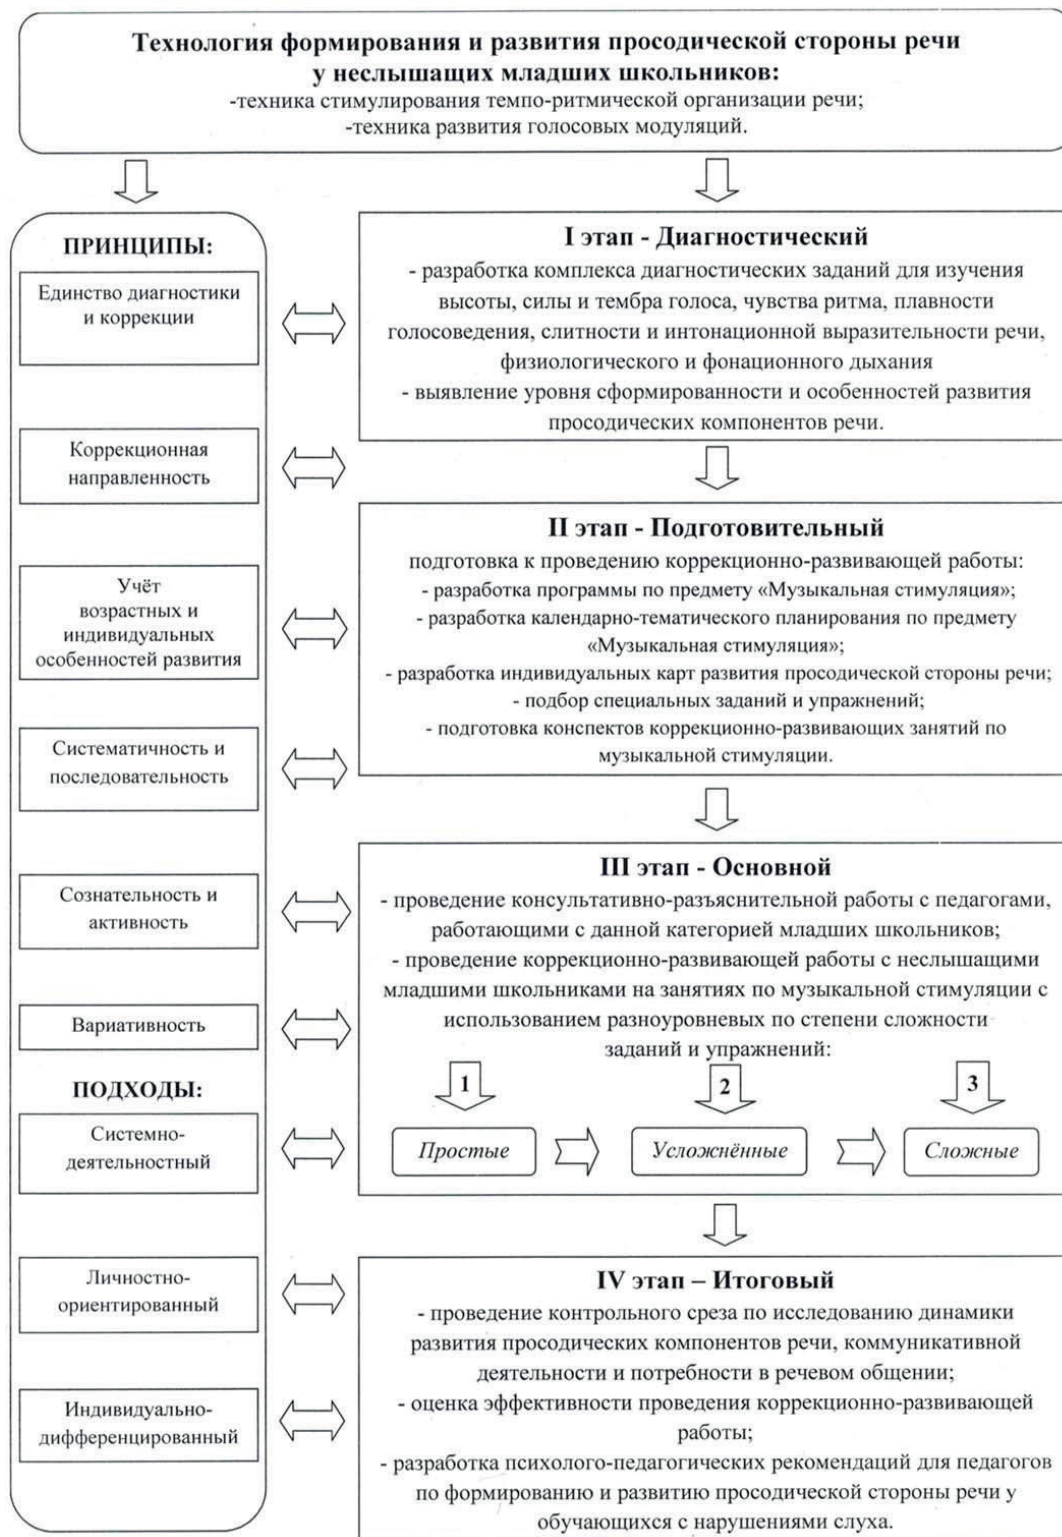 Технология формирования и развития просодической стороны речи
у неслышащих младших школьников:
-техника стимулирования темпо-ритмической организации речи;
-техника развития голосовых модуляций.
ПРИНЦИПЫ:
Единство диагностики
и коррекции
Коррекционная
направленность
Учёт
возрастных и
индивидуальных
особенностей развития
Систематичность и
последовательность
Сознательность и
активность
Вариативность
ПОДХОДЫ:
Системно-
деятельностный
Личностно-
ориентированный
Индивидуально-
дифференцированный
I этап - Диагностический
- разработка комплекса диагностических заданий для изучения
высоты, силы и тембра голоса, чувства ритма, плавности
голосоведения, слитности и интонационной выразительности речи,
физиологического и фонационного дыхания
- выявление уровня сформированности и особенностей развития
просодических компонентов речи.
II этап - Подготовительный
подготовка к проведению коррекционно-развивающей работы:
- разработка программы по предмету «Музыкальная стимуляция»;
- разработка календарно-тематического планирования по предмету
«Музыкальная стимуляция»;
- разработка индивидуальных карт развития просодической стороны речи;
- подбор специальных заданий и упражнений;
- подготовка конспектов коррекционно-развивающих занятий по
музыкальной стимуляции.
III этап - Основной
- проведение консультативно-разъяснительной работы с педагогами,
работающими с данной категорией младших школьников;
- проведение коррекционно-развивающей работы с неслышащими
младшими школьниками на занятиях по музыкальной стимуляции с
использованием разноуровневых по степени сложности
заданий и упражнений:
1 2 3
Простые Усложнённые Сложные
IV этап – Итоговый
- проведение контрольного среза по исследованию динамики
развития просодических компонентов речи, коммуникативной
деятельности и потребности в речевом общении;
- оценка эффективности проведения коррекционно-развивающей
работы;
- разработка психолого-педагогических рекомендаций для педагогов
по формированию и развитию просодической стороны речи у
обучающихся с нарушениями слуха.